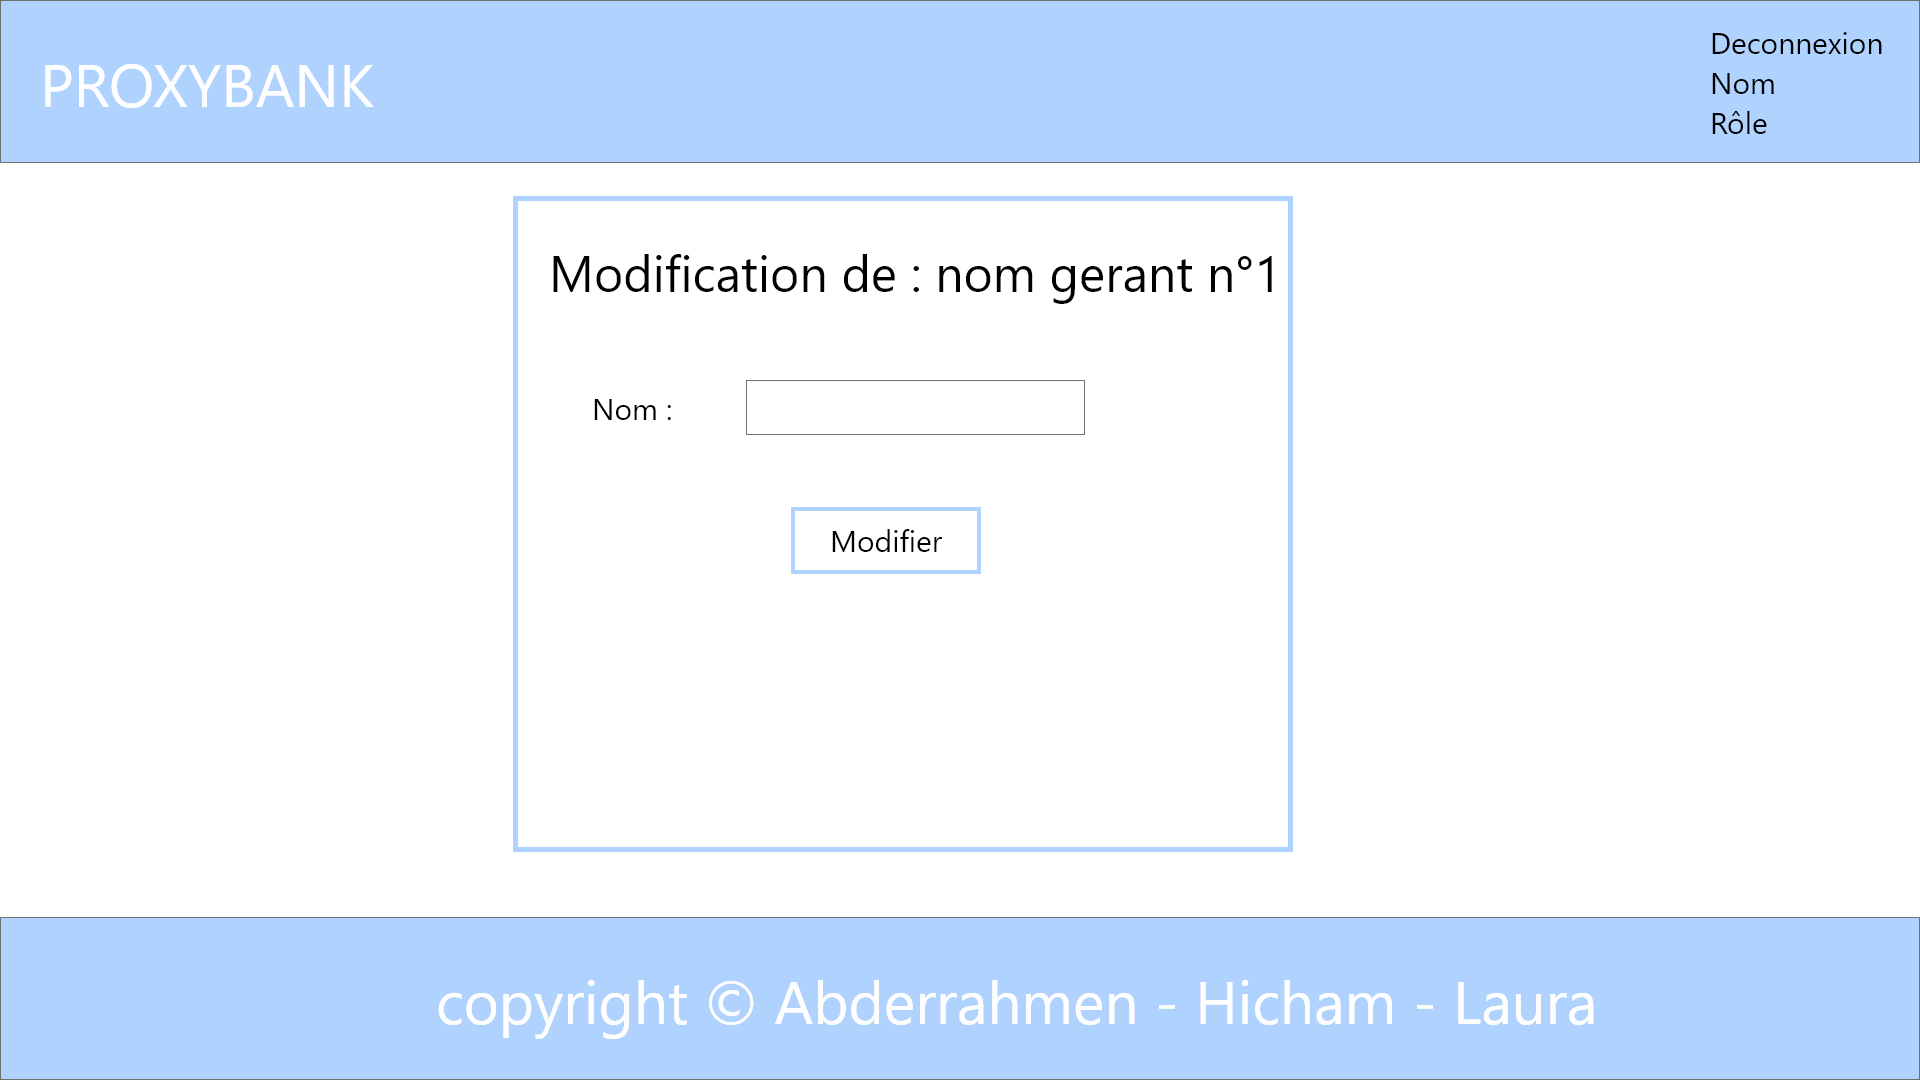 PROXYBANK
Deconnexion
Nom
Rôle
Modification de : nom gerant n°1
Nom :
Modifier
copyright © Abderrahmen - Hicham - Laura